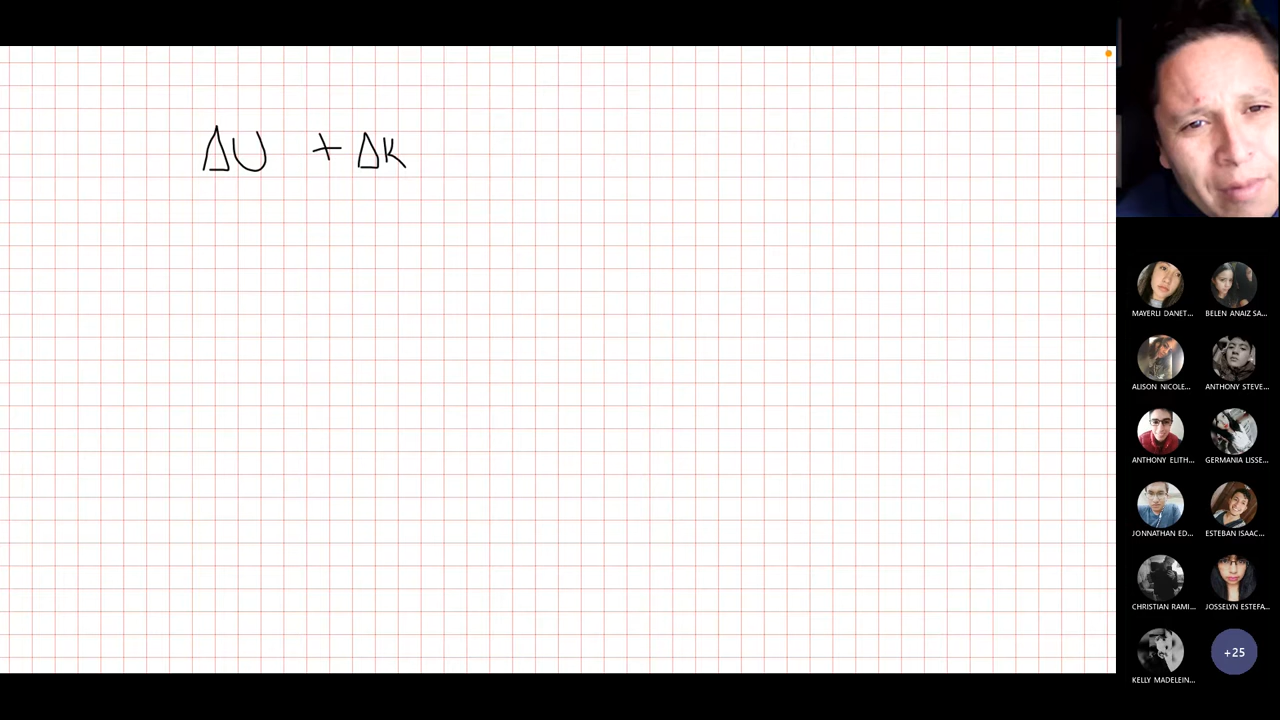 ΔU + ΔK
MAYERLI DANET...
BELEN ANAIZ SA...
ALISON NICOLE...
ANTHONY STEVE...
ANTHONY ELITH...
GERMANIA LISSE...
JONNATHAN ED...
ESTEBAN ISAAC...
CHRISTIAN RAMI...
JOSSELYN ESTEFA...
KELLY MADELEIN...
+25